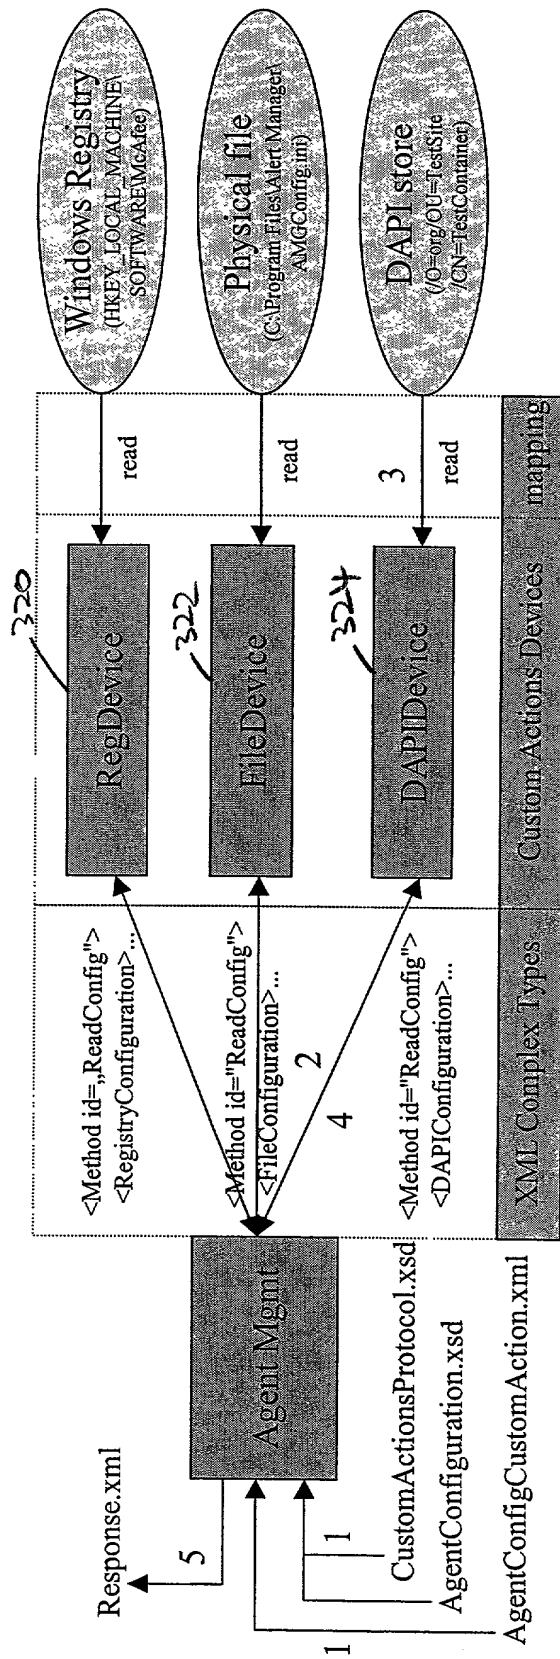 Response.xml
5
Agent Mgmt
1
1
CustomActionsProtocol.xsd
AgentConfiguration.xsd
AgentConfigCustomAction.xml
<Method id=„ReadConfig">
<RegistryConfiguration>...
<Method id="ReadConfig">
<FileConfiguration>...
2
4
<Method id="ReadConfig">
<DAPIConfiguration>...
XML Complex Types
320
RegDevice
322
FileDevice
324
DAPIDevice
Custom Actions Devices
read
read
3
read
mapping
Windows Registry
(HKEY_LOCAL_MACHINE\
SOFTWARE\McAfee)
Physical file
(C:\Program Files\Alert Manager\
AMGConfig.ini)
DAPI store
(/O=org/OU=TestSite
/CN=TestContainer)